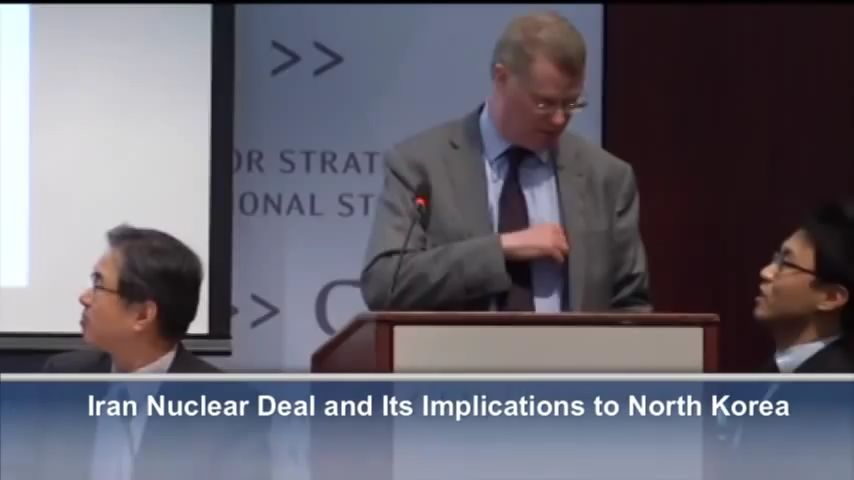 >>
OR STRAT
ONAL ST
>> C
Iran Nuclear Deal and Its Implications to North Korea